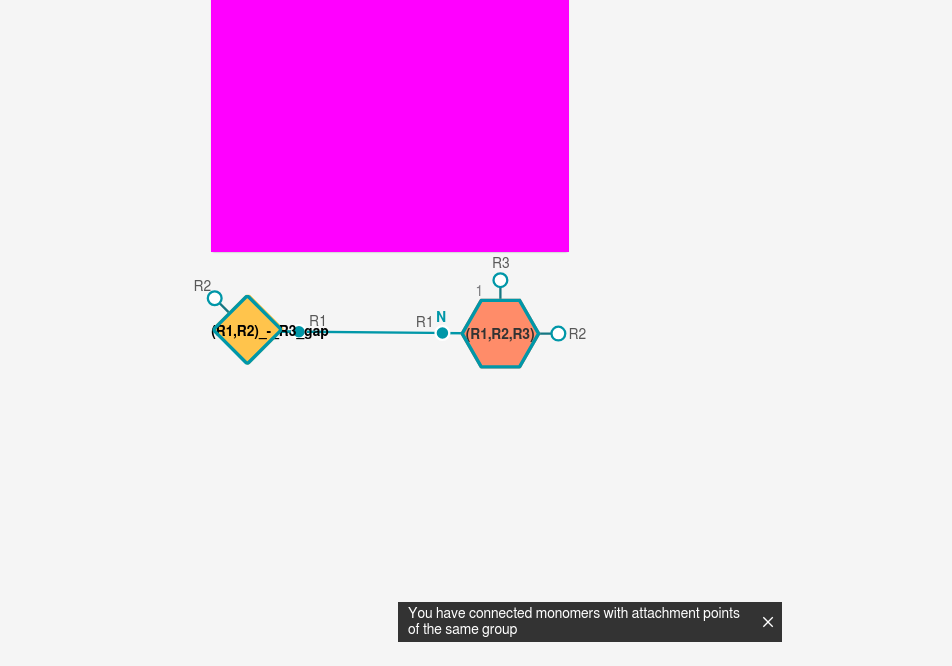 R3
R2
1
R1
R1
N
(R1,R2)_-_R3_gap
(R1,R2,R3)
R2
You have connected monomers with attachment points
of the same group